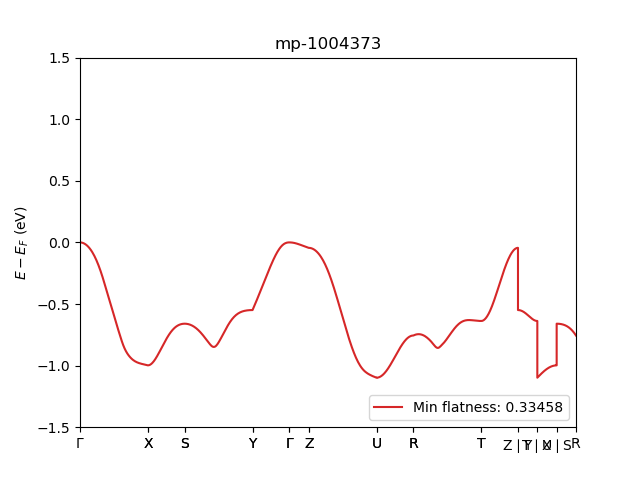 mp-1004373
1.5
1.0
0.5
0.0
−0.5
−1.0
−1.5
E − E_F (eV)
Min flatness: 0.33458
Γ X S Y Γ Z U R T Z | Y | | S R